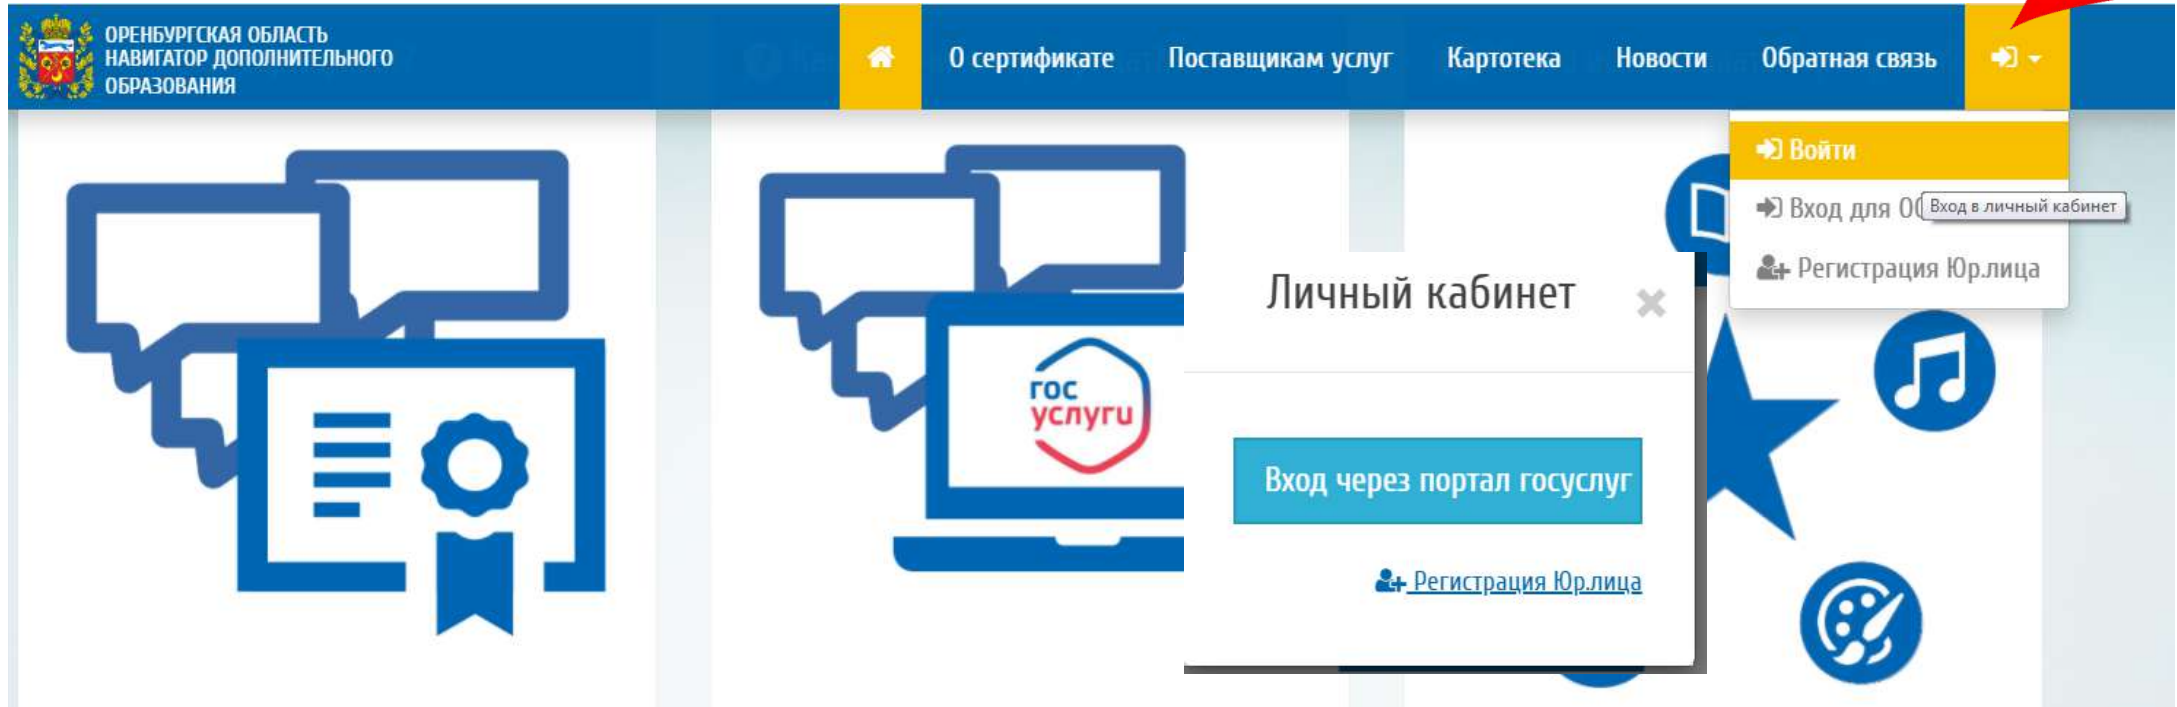 ОРЕНБУРГСКАЯ ОБЛАСТЬ
НАВИГАТОР ДОПОЛНИТЕЛЬНОГО
ОБРАЗОВАНИЯ
О сертификате Поставщикам услуг Картотека Новости Обратная связь
Войти
Вход для
Вход в личный кабинет
Регистрация Юр.лица
Личный кабинет
гос
услуги
Вход через портал госуслуг
Регистрация Юр.лица